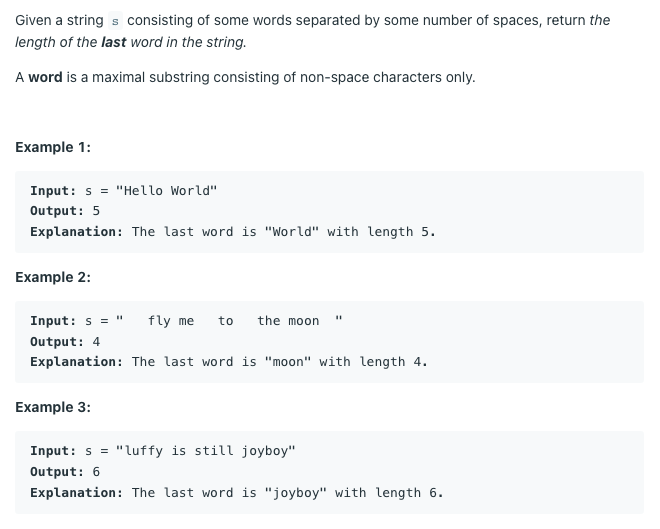 Given a string s consisting of some words separated by some number of spaces, return the
length of the last word in the string.
A word is a maximal substring consisting of non-space characters only.
Example 1:
Input: s = "Hello World"
Output: 5
Explanation: The last word is "World" with length 5.
Example 2:
Input: s = "   fly me   to   the moon  "
Output: 4
Explanation: The last word is "moon" with length 4.
Example 3:
Input: s = "luffy is still joyboy"
Output: 6
Explanation: The last word is "joyboy" with length 6.